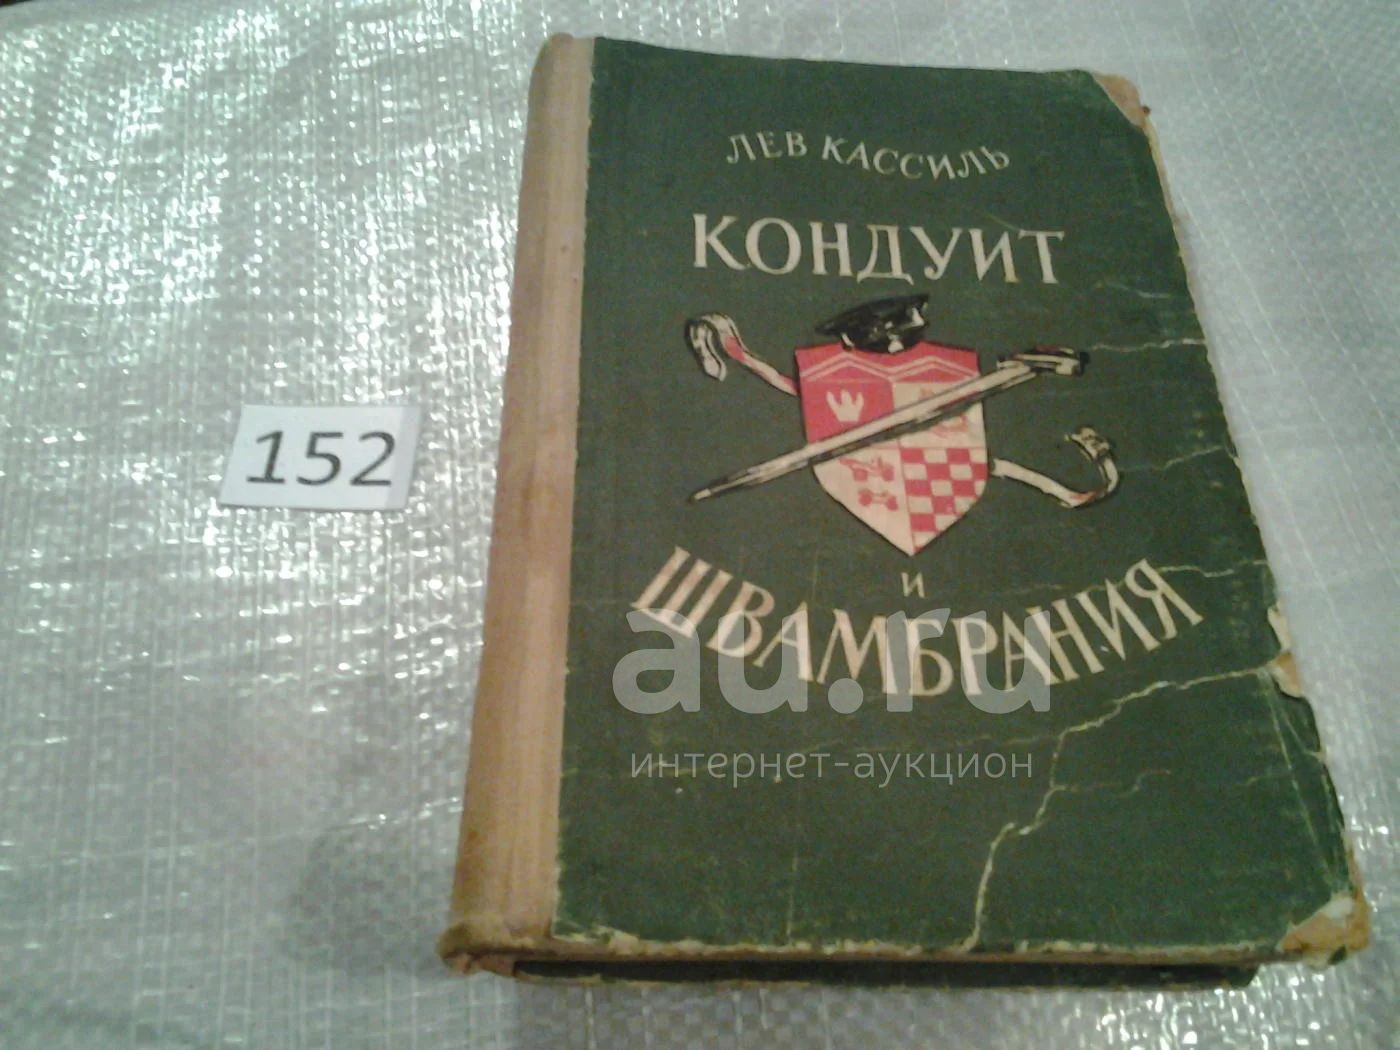 ЛЕВ КАССИЛЬ
КОНДУИТ
152
И
ШВАМБРАНИЯ
au.ru
интернет-аукцион